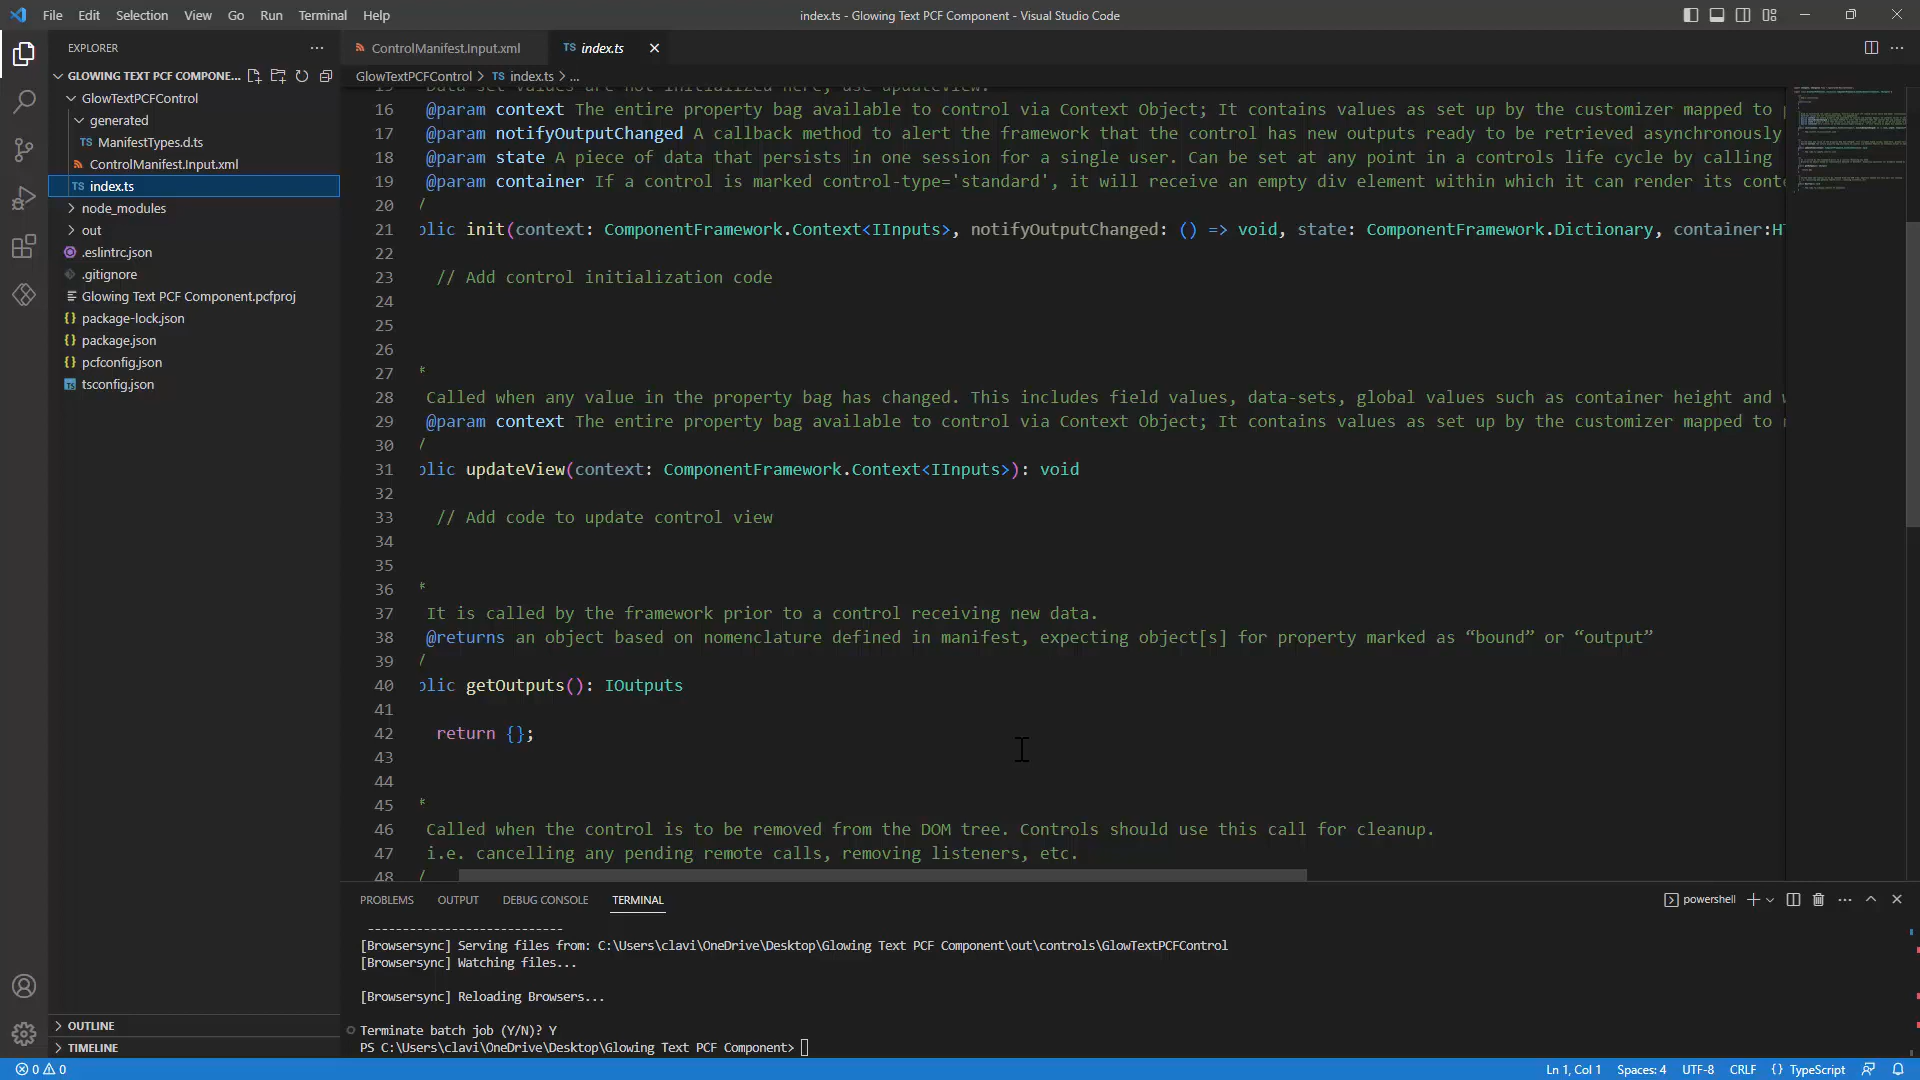 File Edit Selection View Go Run Terminal Help
index.ts - Glowing Text PCF Component - Visual Studio Code
EXPLORER
GLOWING TEXT PCF COMPONE...
GlowTextPCFControl
generated
TS ManifestTypes.d.ts
ControlManifest.Input.xml
TS index.ts
node_modules
out
.eslintrc.json
.gitignore
Glowing Text PCF Component.pcfproj
{} package-lock.json
{} package.json
{} pcfconfig.json
TS tsconfig.json
OUTLINE
TIMELINE
ControlManifest.Input.xml
TS index.ts
GlowTextPCFControl > TS index.ts > ...
15 Data-set values are not initialized here, use updateView.
16 @param context The entire property bag available to control via Context Object; It contains values as set up by the customizer mapped to
17 @param notifyOutputChanged A callback method to alert the framework that the control has new outputs ready to be retrieved asynchronously
18 @param state A piece of data that persists in one session for a single user. Can be set at any point in a controls life cycle by calling
19 @param container If a control is marked control-type='standard', it will receive an empty div element within which it can render its cont
20 /
21 blic init(context: ComponentFramework.Context<IInputs>, notifyOutputChanged: () => void, state: ComponentFramework.Dictionary, container:HT
22
23 // Add control initialization code
24
25
26
27 *
28 Called when any value in the property bag has changed. This includes field values, data-sets, global values such as container height and w
29 @param context The entire property bag available to control via Context Object; It contains values as set up by the customizer mapped to
30 /
31 blic updateView(context: ComponentFramework.Context<IInputs>): void
32
33 // Add code to update control view
34
35
36 *
37 It is called by the framework prior to a control receiving new data.
38 @returns an object based on nomenclature defined in manifest, expecting object[s] for property marked as “bound” or “output”
39 /
40 blic getOutputs(): IOutputs
41
42 return {};
43
44
45 *
46 Called when the control is to be removed from the DOM tree. Controls should use this call for cleanup.
47 i.e. cancelling any pending remote calls, removing listeners, etc.
48 /
PROBLEMS OUTPUT DEBUG CONSOLE TERMINAL
powershell
----------------------------
[Browsersync] Serving files from: C:\Users\clavi\OneDrive\Desktop\Glowing Text PCF Component\out\controls\GlowTextPCFControl
[Browsersync] Watching files...
[Browsersync] Reloading Browsers...
Terminate batch job (Y/N)? Y
PS C:\Users\clavi\OneDrive\Desktop\Glowing Text PCF Component>
0 0
Ln 1, Col 1 Spaces: 4 UTF-8 CRLF {} TypeScript